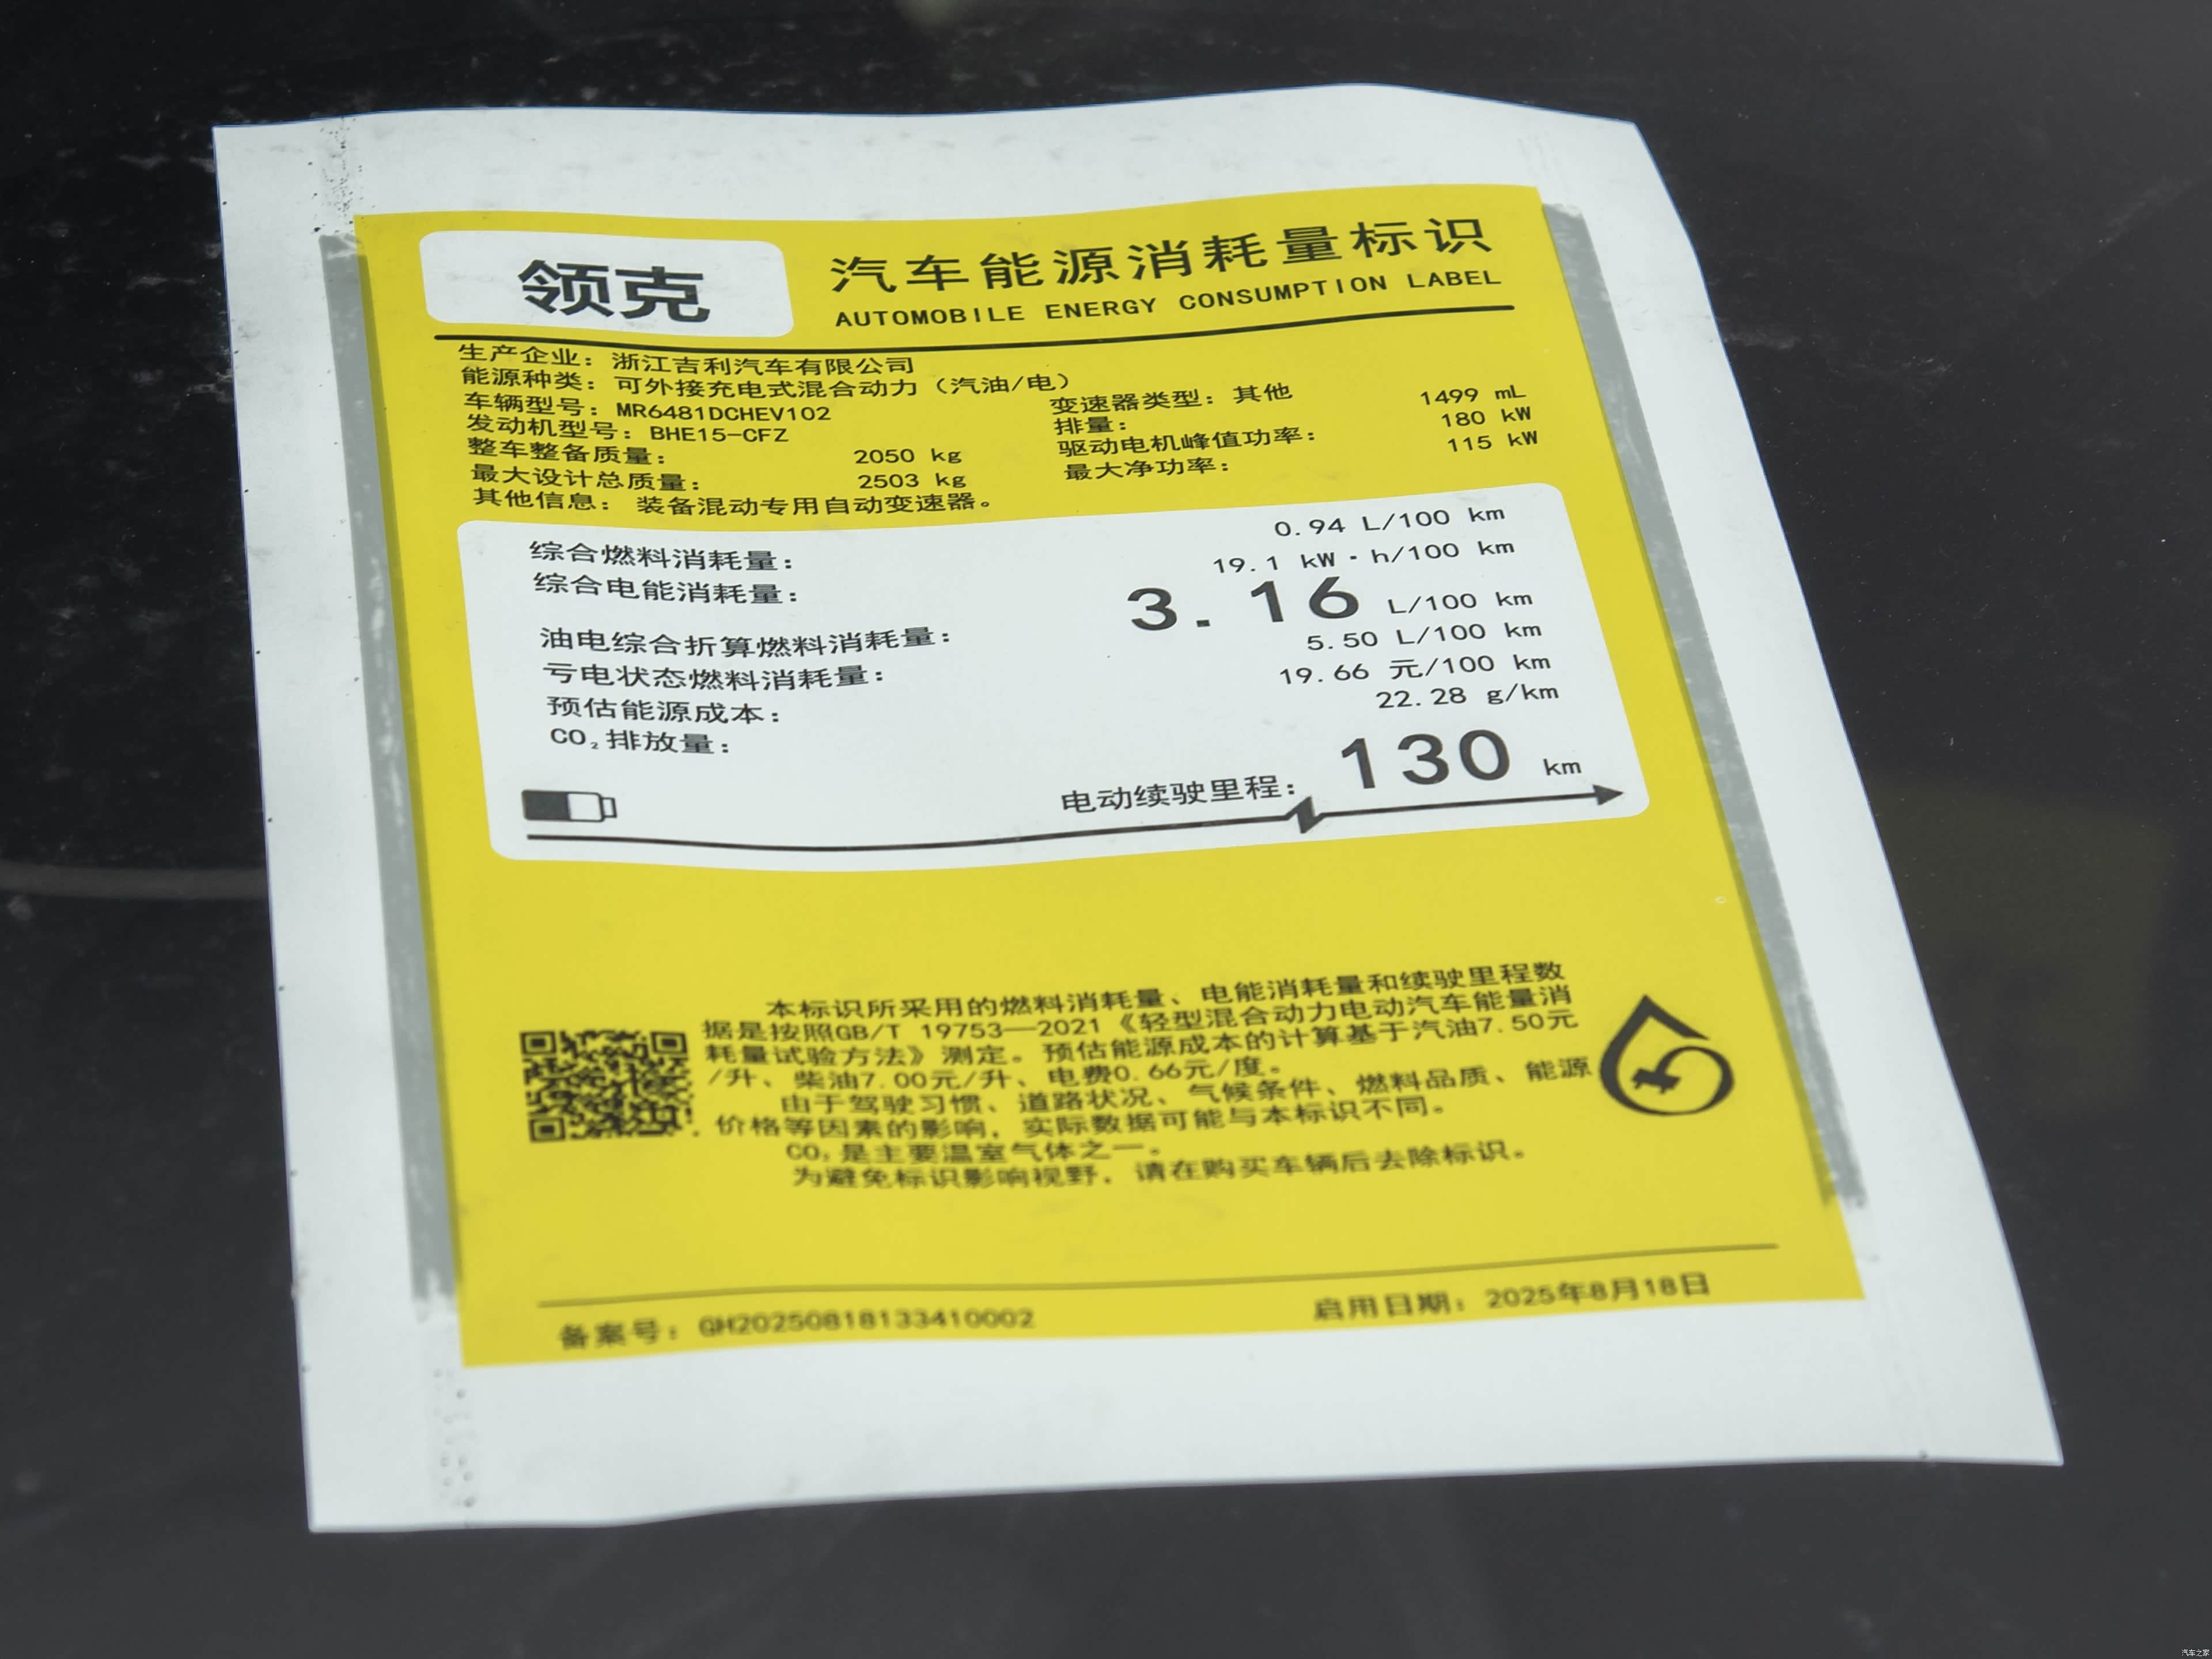 领克
汽车能源消耗量标识
AUTOMOBILE ENERGY CONSUMPTION LABEL
生产企业：浙江吉利汽车有限公司
能源种类：可外接充电式混合动力（汽油/电）
车辆型号：MR6481DCHEV102 变速器类型：其他
发动机型号：BHE15-CFZ 排量： 1499 mL
整车整备质量： 2050 kg 驱动电机峰值功率： 180 kW
最大设计总质量： 2503 kg 最大净功率： 115 kW
其他信息： 装备混动专用自动变速器。
综合燃料消耗量： 0.94 L/100 km
综合电能消耗量： 19.1 kW·h/100 km
油电综合折算燃料消耗量： 3.16 L/100 km
亏电状态燃料消耗量： 5.50 L/100 km
预估能源成本： 19.66 元/100 km
CO₂排放量： 22.28 g/km
电动续驶里程： 130 km
本标识所采用的燃料消耗量、电能消耗量和续驶里程数
据是按照GB/T 19753—2021《轻型混合动力电动汽车能量消
耗量试验方法》测定。预估能源成本的计算基于汽油7.50元
/升、柴油7.00元/升、电费0.66元/度。
由于驾驶习惯、道路状况、气候条件、燃料品质、能源
价格等因素的影响，实际数据可能与本标识不同。
CO₂是主要温室气体之一。
为避免标识影响视野，请在购买车辆后去除标识。
备案号：GH20250818133410002 启用日期：2025年8月18日
汽车之家